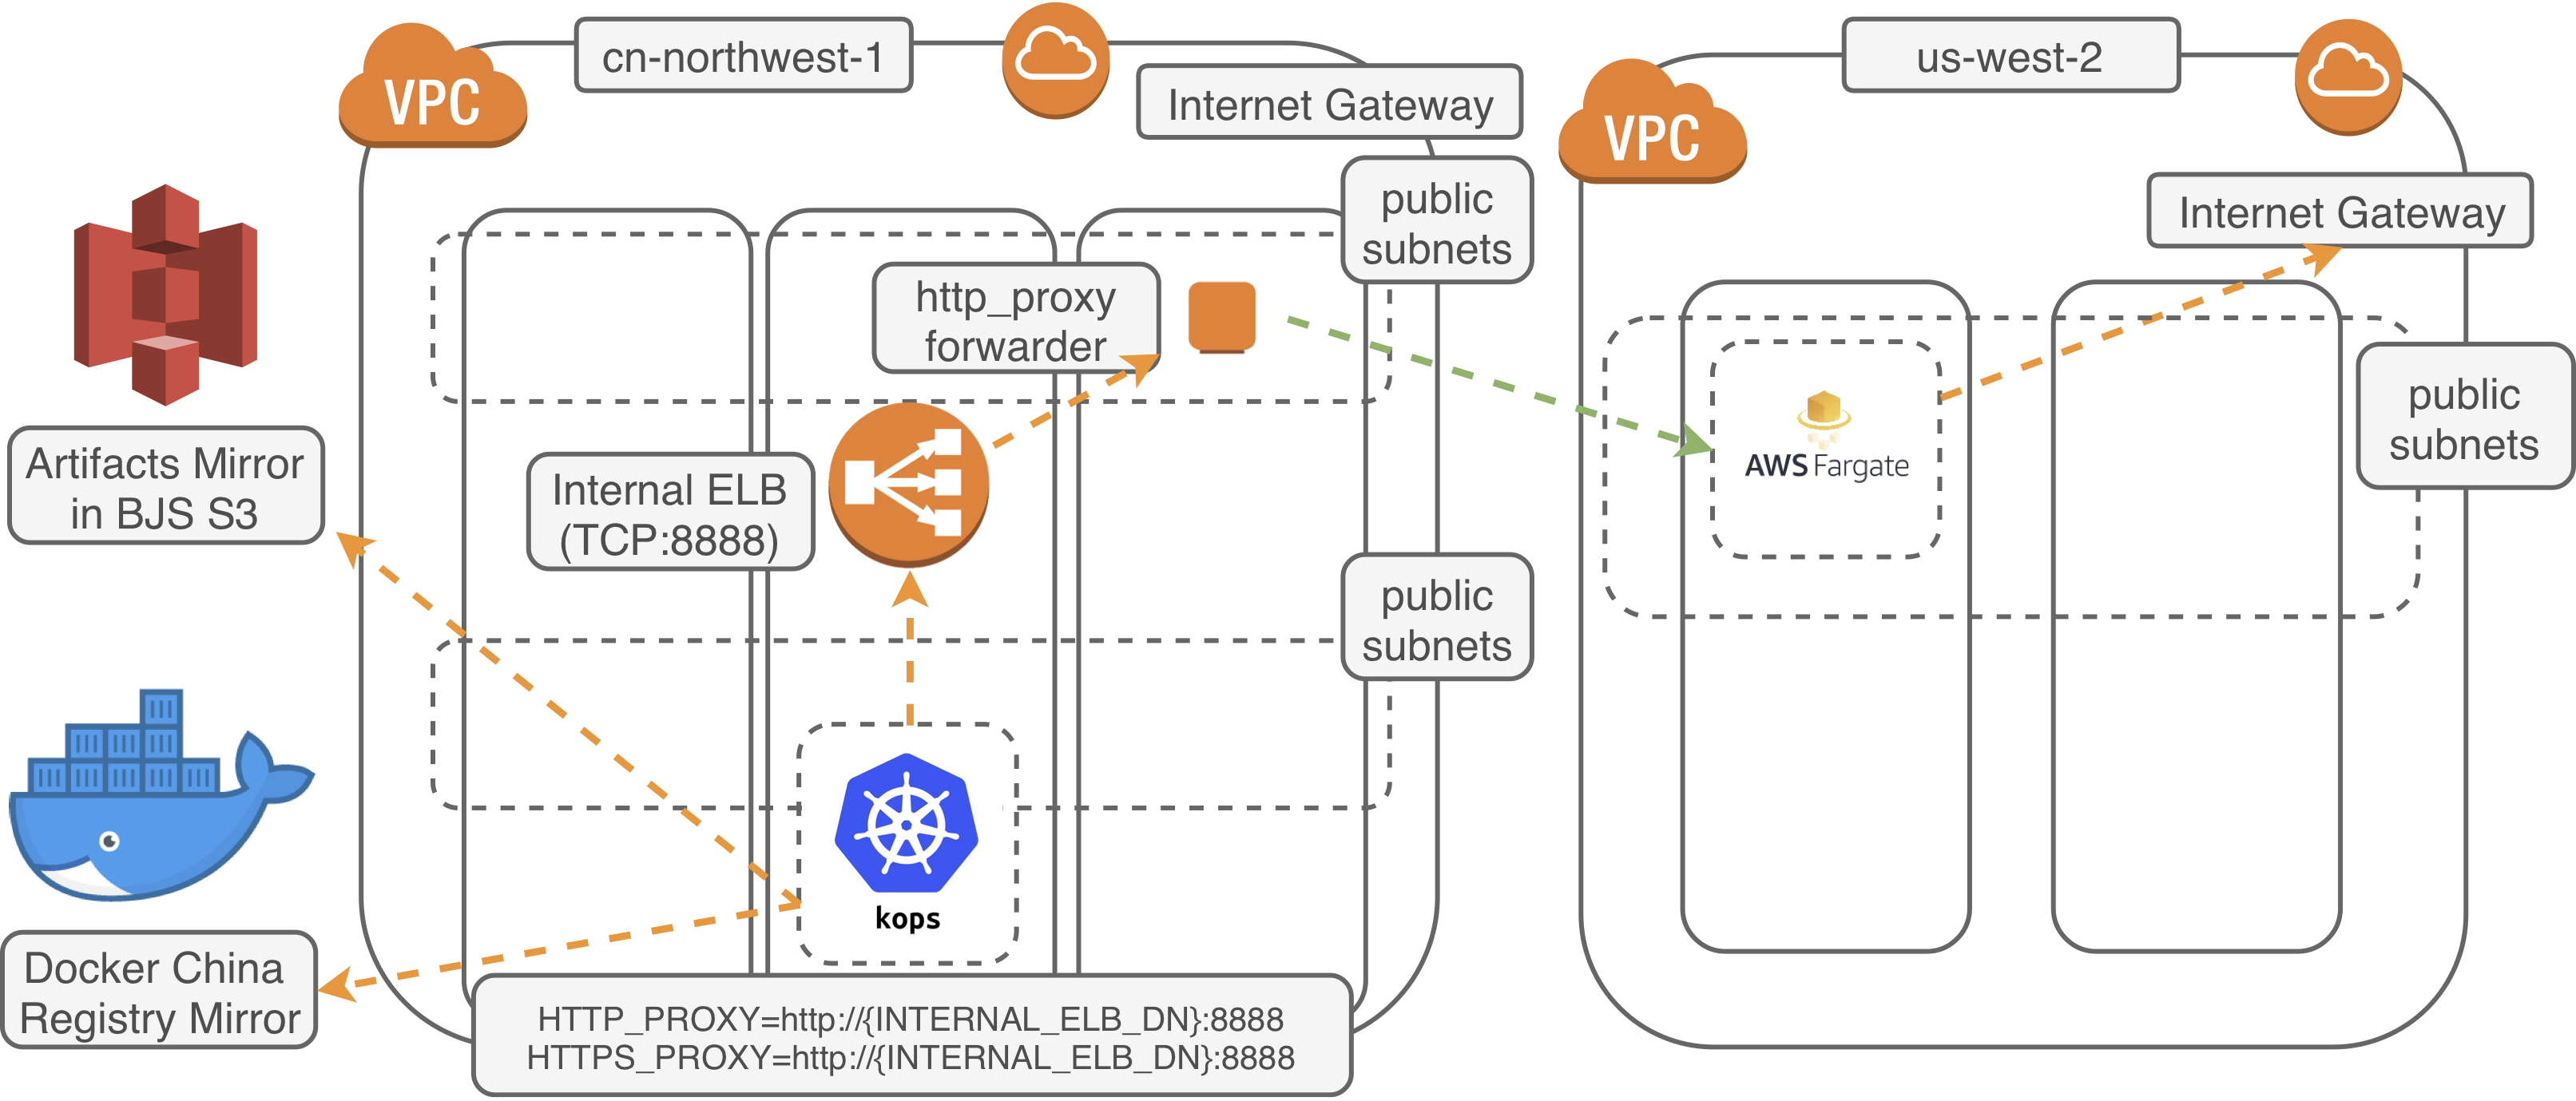 VPC
cn-northwest-1
Internet Gateway
public
subnets
http_proxy
forwarder
Artifacts Mirror
in BJS S3
Internal ELB
(TCP:8888)
public
subnets
kops
Docker China
Registry Mirror
HTTP_PROXY=http://{INTERNAL_ELB_DN}:8888
HTTPS_PROXY=http://{INTERNAL_ELB_DN}:8888
VPC
us-west-2
Internet Gateway
public
subnets
AWS Fargate